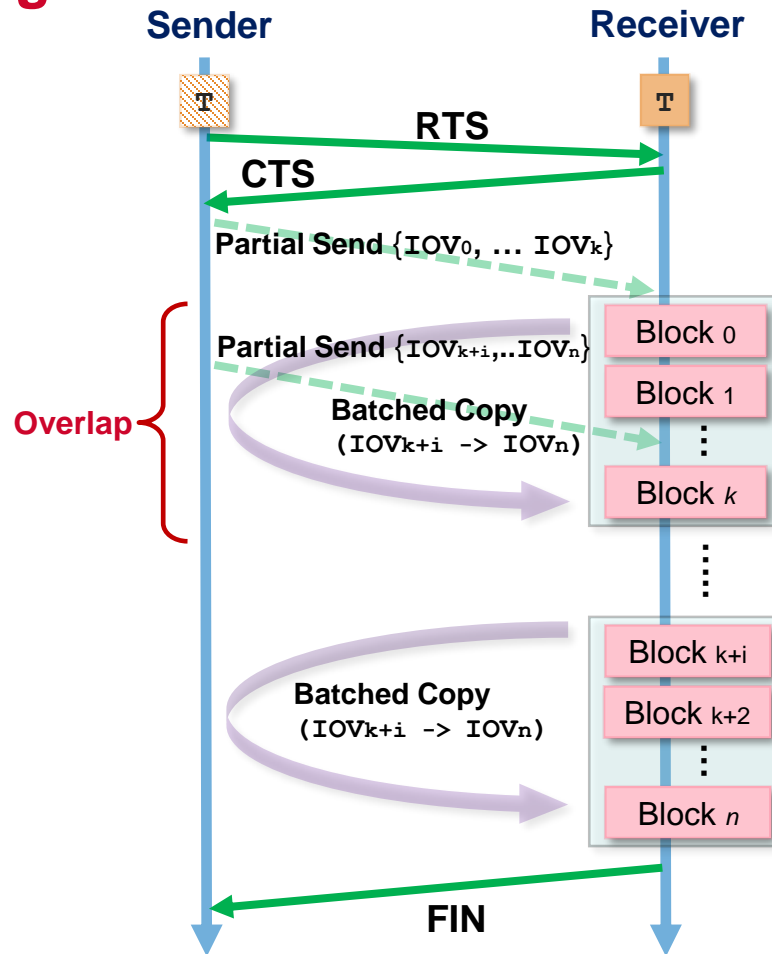 g
Sender Receiver
T T
RTS
CTS
Partial Send {IOV0, … IOVk}
Block 0
Partial Send {IOVk+i,..IOVn}
Block 1
Batched Copy
Overlap
(IOVk+i -> IOVn)
Block k
Block k+i
Batched Copy
Block k+2
(IOVk+i -> IOVn)
Block n
FIN